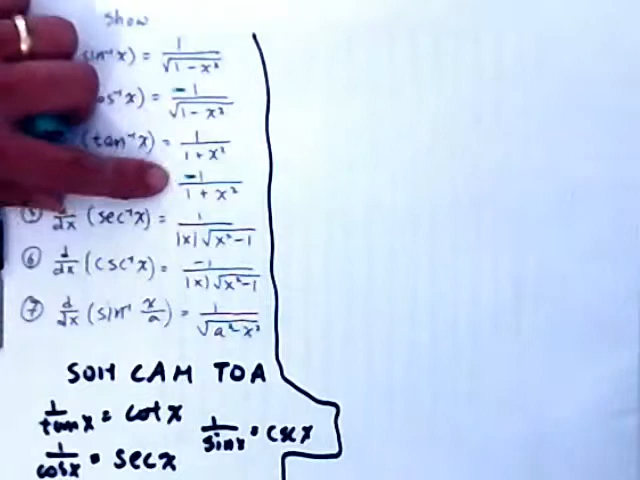 show
sin⁻¹x) = 1/√(1-x²)
os⁻¹x) = -1/√(1-x²)
(tan⁻¹x) = 1/(1+x²)
-1/(1+x²)
⑤ d/dx (sec⁻¹x) = 1/(|x|√(x²-1))
⑥ d/dx (csc⁻¹x) = -1/(|x|√(x²-1))
⑦ d/dx (sin⁻¹ x/a) = 1/√(a²-x²)
SOH CAH TOA
1/tanx = cotx
1/sinx = cscx
1/cosx = secx